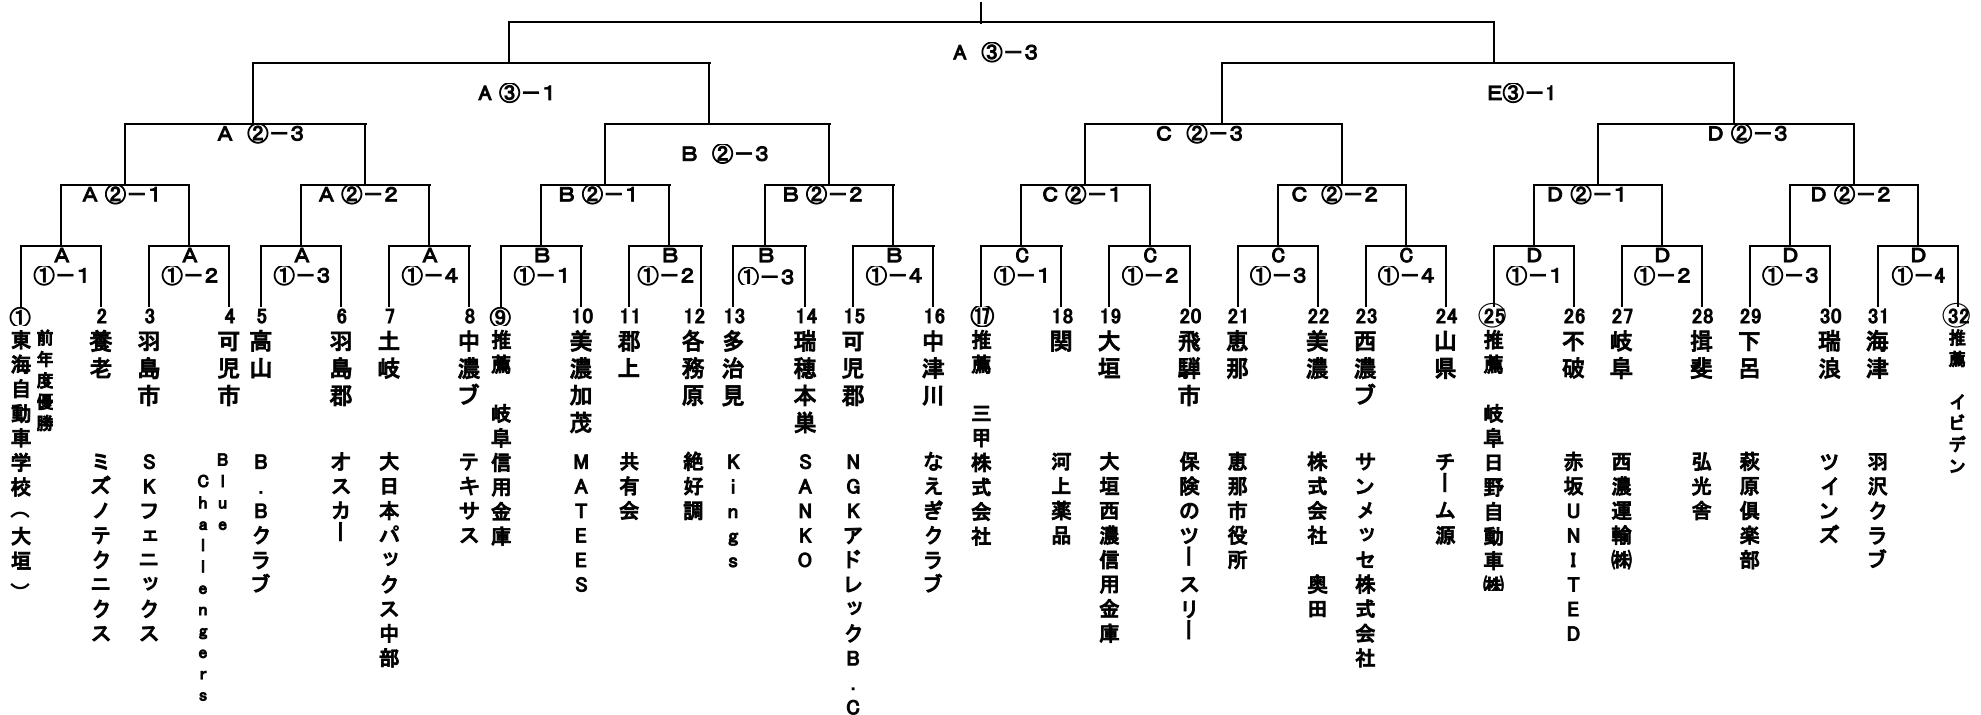 A ③－3
A ③－1
E③－1
A ②－3
B ②－3
C ②－3
D ②－3
A ②－1
A ②－2
B ②－1
B ②－2
C ②－1
C ②－2
D ②－1
D ②－2
A ①－1
A ①－2
A ①－3
A ①－4
B ①－1
B ①－2
B ①－3
B ①－4
C ①－1
C ①－2
C ①－3
C ①－4
D ①－1
D ①－2
D ①－3
D ①－4
① 東海自動車学校（大垣）
前年度優勝
2 養老 ミズノテクニクス
3 羽島市 SKフェニックス
4 可児市 Blue Challengers
5 高山 B.Bクラブ
6 羽島郡 オスカー
7 土岐 大日本パックス中部
8 中濃ブ テキサス
⑨ 推薦 岐阜信用金庫
10 美濃加茂 MATEES
11 郡上 共有会
12 各務原 絶好調
13 多治見 Kings
14 瑞穂本巣 SANKO
15 可児郡 NGKアドレックB.C
16 中津川 なえぎクラブ
⑰ 推薦 三甲株式会社
18 関 河上薬品
19 大垣 大垣西濃信用金庫
20 飛騨市 保険のツースリー
21 恵那 恵那市役所
22 美濃 株式会社 奥田
23 西濃ブ サンメッセ株式会社
24 山県 チーム源
㉕ 推薦 岐阜日野自動車㈱
26 不破 赤坂UNITED
27 岐阜 西濃運輸㈱
28 揖斐 弘光舎
29 下呂 萩原倶楽部
30 瑞浪 ツインズ
31 海津 羽沢クラブ
㉜ 推薦 イビデン